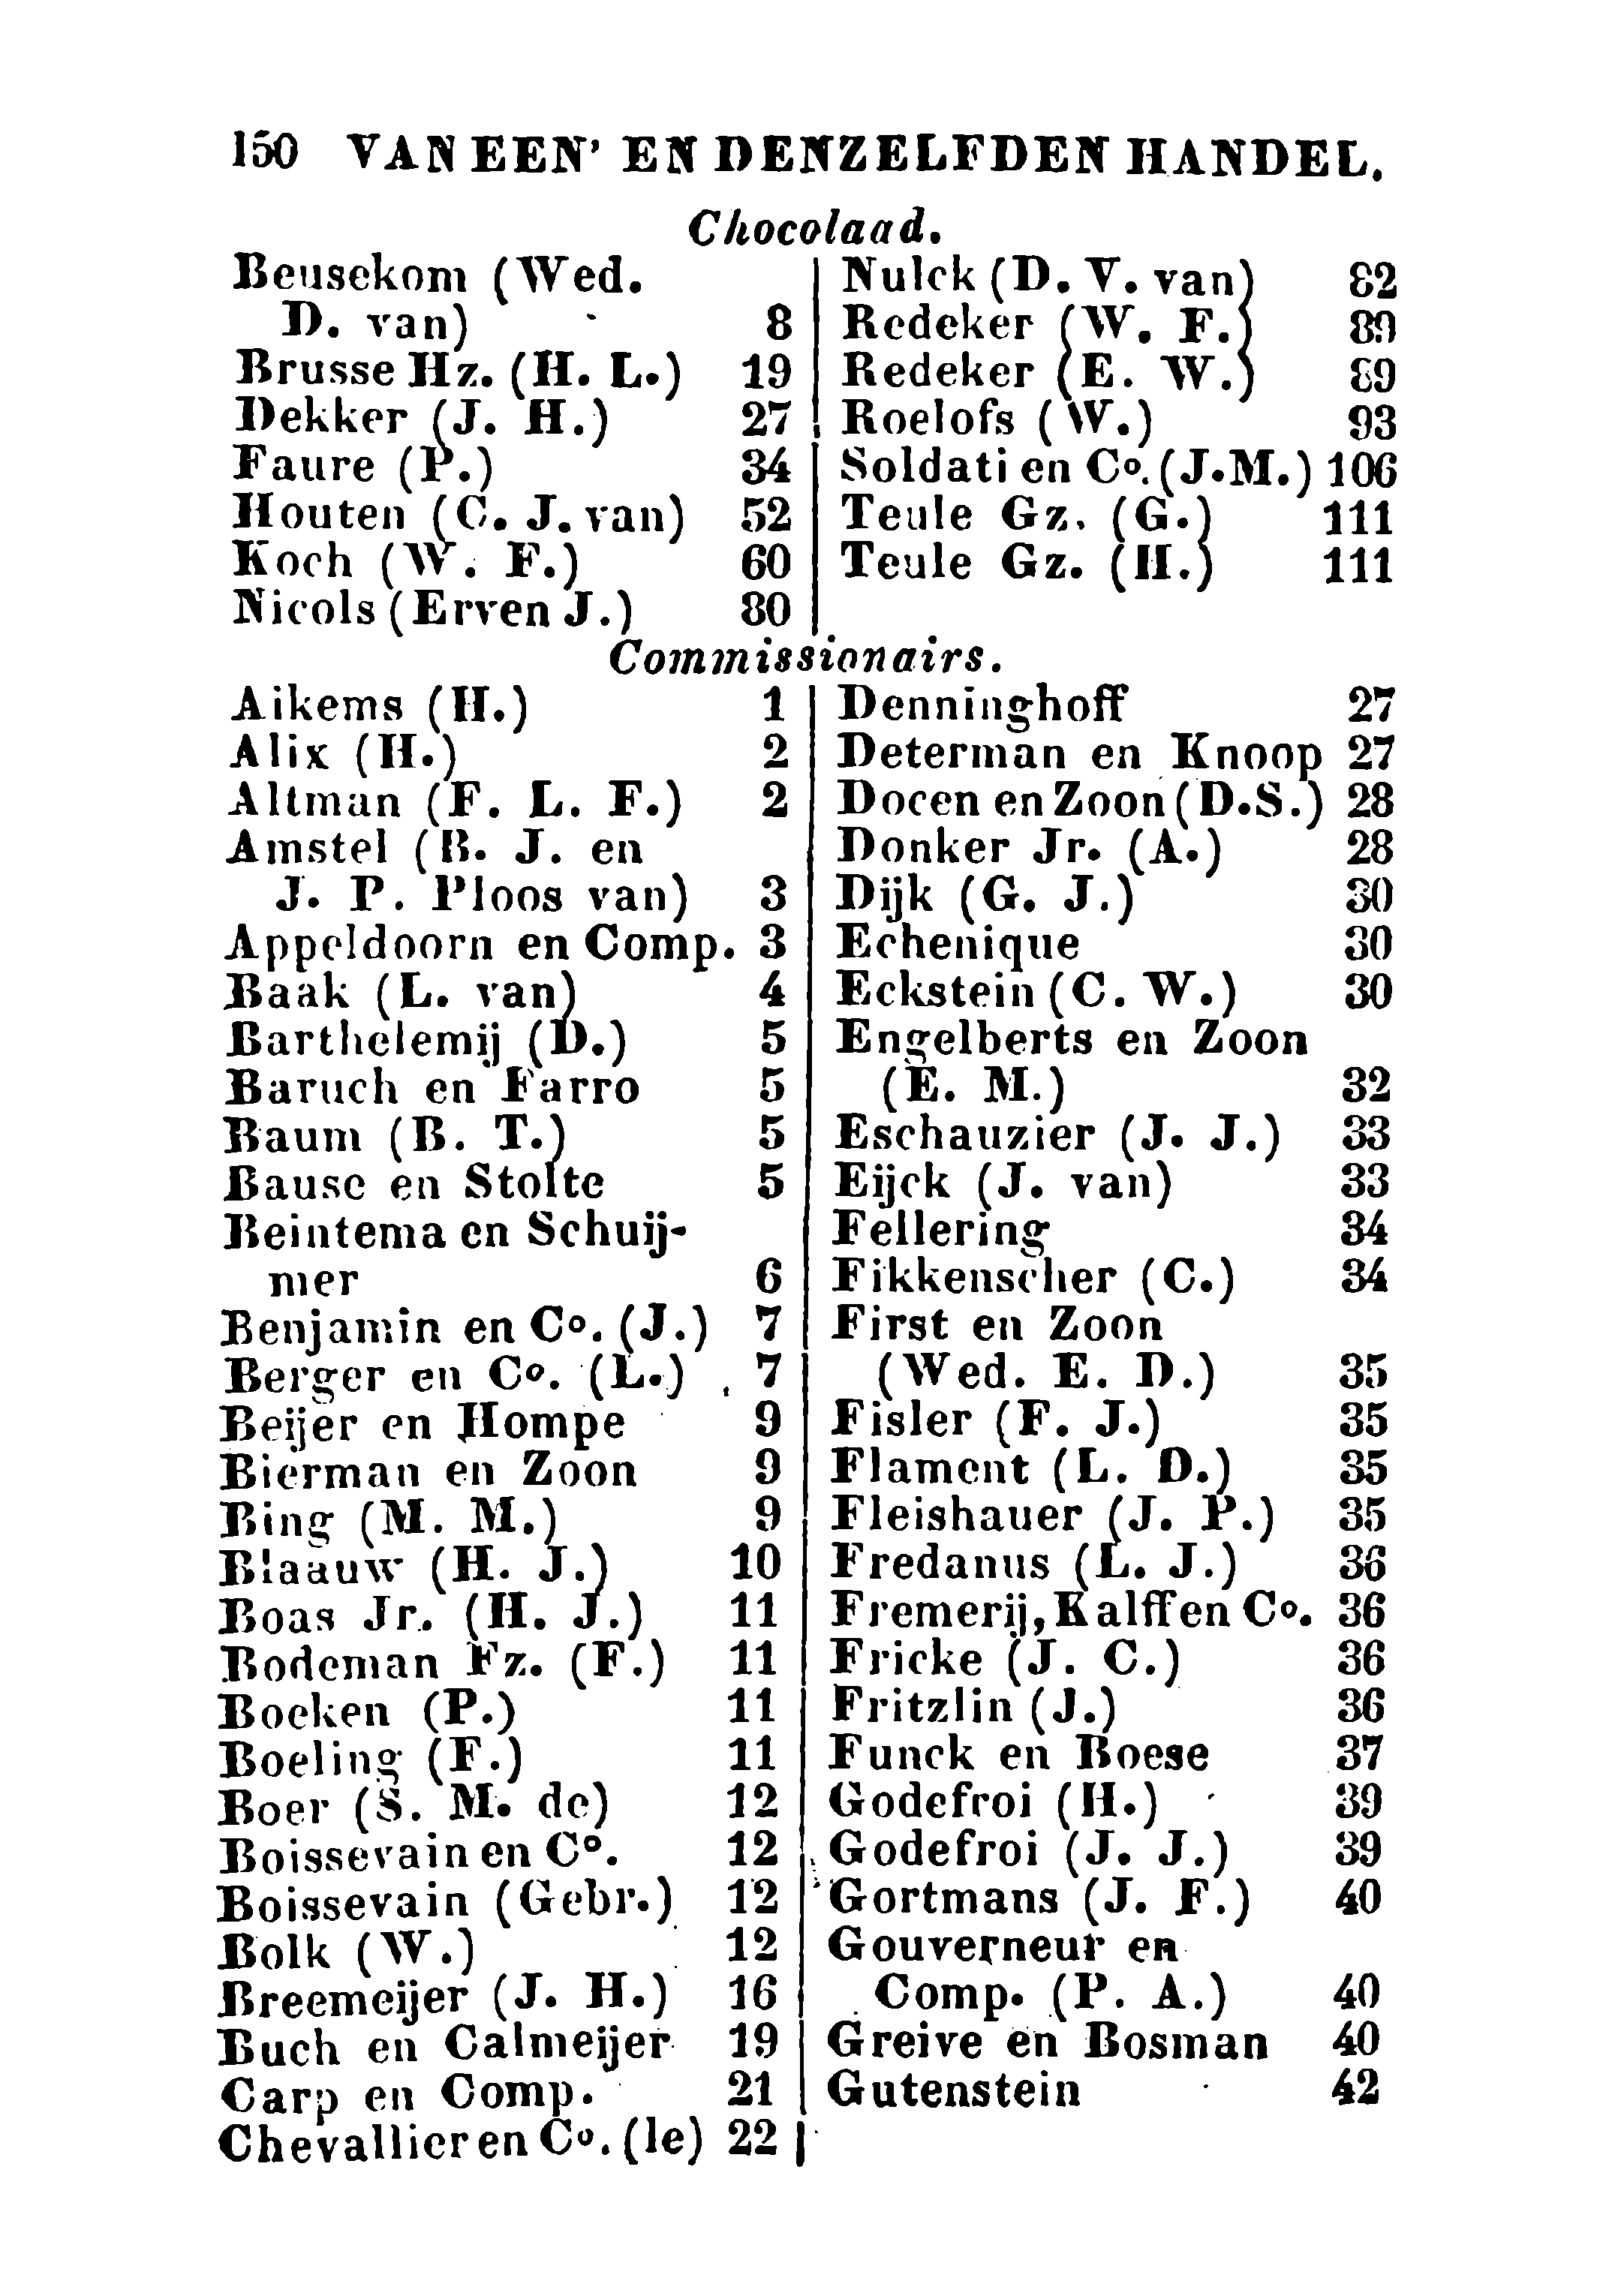 150 VAN EEN' EN DENZELFDEN HANDEL.
Chocolaad.
Beusekom (Wed.
D. van) 8
Brusse Hz. (H. L.) 19
Dekker (J. H.) 27
Faure (P.) 34
Houten (C. J. van) 52
Koch (W. F.) 60
Nicols (Erven J.) 80
Nulck (D. V. van) 82
Redeker (W. F.) 89
Redeker (E. W.) 89
Roelofs (W.) 93
Soldati en Co. (J.M.) 106
Teule Gz. (G.) 111
Teule Gz. (H.) 111
Commissionairs.
Aikems (H.) 1
Alix (H.) 2
Altman (F. L. F.) 2
Amstel (B. J. en
J. P. Ploos van) 3
Appeldoorn en Comp. 3
Baak (L. van) 4
Barthelemij (D.) 5
Baruch en Farro 5
Baum (B. T.) 5
Bause en Stolte 5
Beintema en Schuij-
mer 6
Benjamin en Co. (J.) 7
Berger en Co. (L.) 7
Beijer en Hompe 9
Bierman en Zoon 9
Bing (M. M.) 9
Blaauw (H. J.) 10
Boas Jr. (H. J.) 11
Bodeman Fz. (F.) 11
Boeken (P.) 11
Boeling (F.) 11
Boer (S. M. de) 12
Boissevain en Co. 12
Boissevain (Gebr.) 12
Bolk (W.) 12
Breemeijer (J. H.) 16
Buch en Calmeijer 19
Carp en Comp. 21
Chevallier en Co. (le) 22
Denninghoff 27
Determan en Knoop 27
Docen en Zoon (D.S.) 28
Donker Jr. (A.) 28
Dijk (G. J.) 30
Echenique 30
Eckstein (C. W.) 30
Engelberts en Zoon
(E. M.) 32
Eschauzier (J. J.) 33
Eijck (J. van) 33
Fellering 34
Fikkenscher (C.) 34
First en Zoon
(Wed. E. D.) 35
Fisler (F. J.) 35
Flament (L. D.) 35
Fleishauer (J. P.) 35
Fredanus (L. J.) 36
Fremerij, Kalff en Co. 36
Fricke (J. C.) 36
Fritzlin (J.) 36
Funck en Boese 37
Godefroi (H.) 39
Godefroi (J. J.) 39
Gortmans (J. F.) 40
Gouverneur en
Comp. (P. A.) 40
Greive en Bosman 40
Gutenstein 42